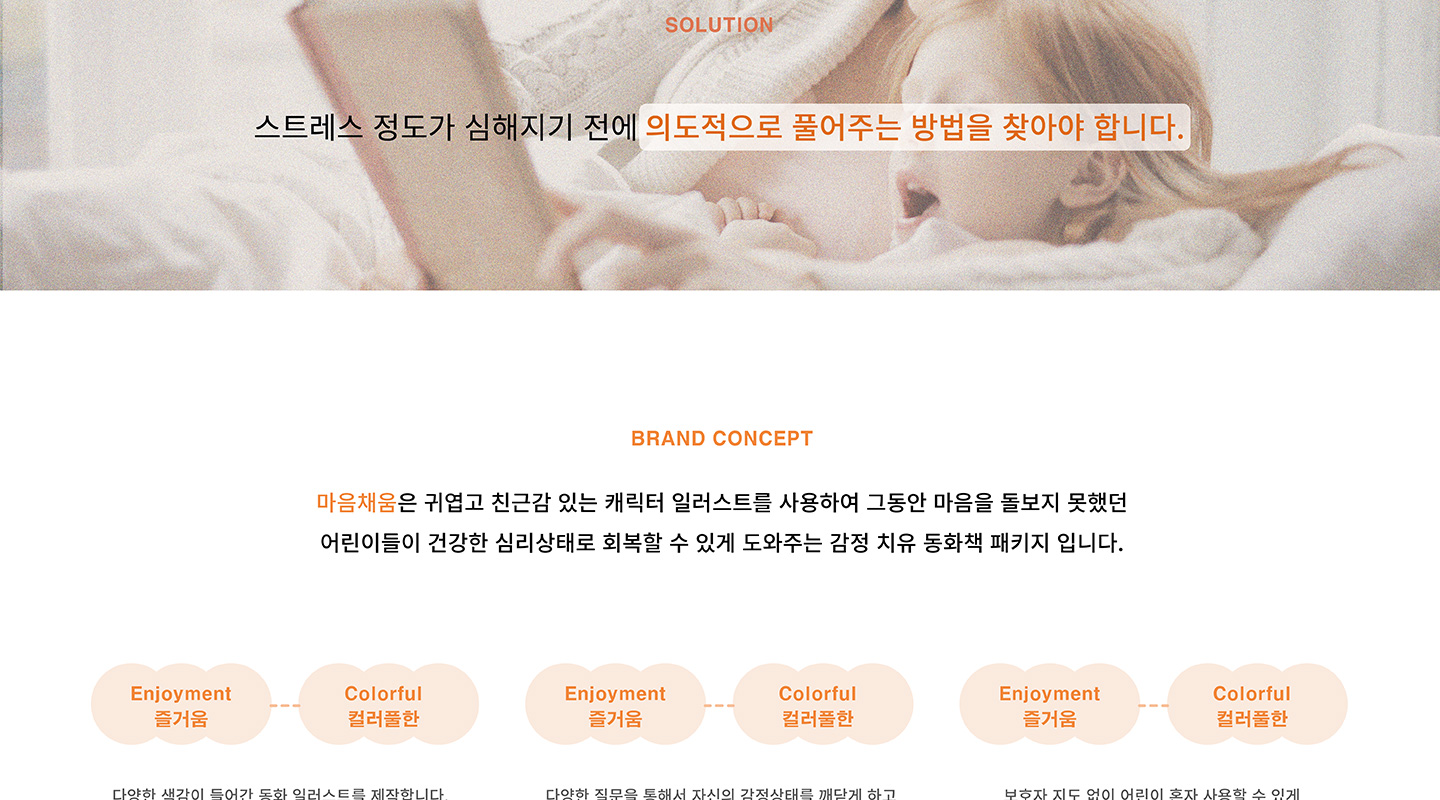 SOLUTION
스트레스 정도가 심해지기 전에 의도적으로 풀어주는 방법을 찾아야 합니다.
BRAND CONCEPT
마음채움은 귀엽고 친근감 있는 캐릭터 일러스트를 사용하여 그동안 마음을 돌보지 못했던
어린이들이 건강한 심리상태로 회복할 수 있게 도와주는 감정 치유 동화책 패키지 입니다.
Enjoyment
즐거움
Colorful
컬러풀한
Enjoyment
즐거움
Colorful
컬러풀한
Enjoyment
즐거움
Colorful
컬러풀한
다양한 색감이 들어간 동화 일러스트를 제작합니다.
다양한 질문을 통해서 자신의 감정상태를 깨닫게 하고
보호자 지도 없이 어린이 혼자 사용할 수 있게